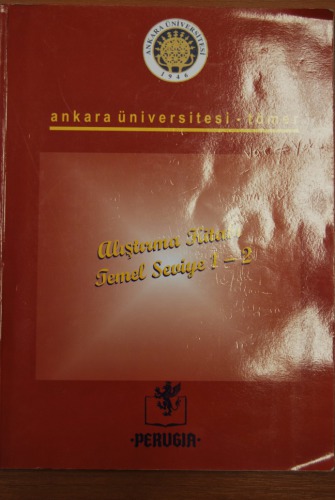 ANKARA ÜNİVERSİTESİ
1946
ankara üniversitesi - tömer
Alıştırma Kitabı
Temel Seviye 1 - 2
·PERUGIA·